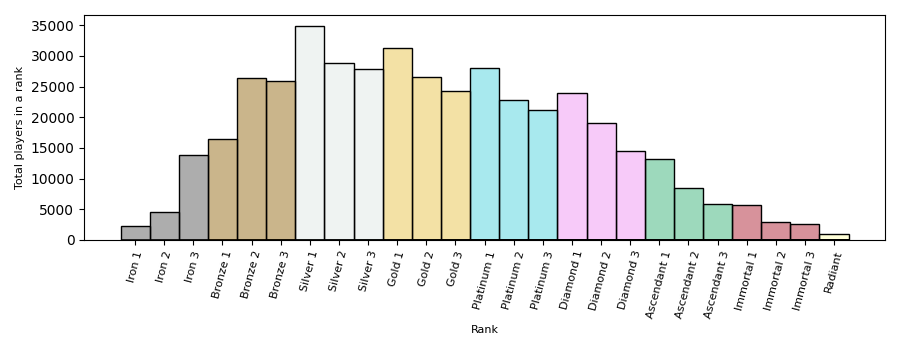 Total players in a rank
35000
30000
25000
20000
15000
10000
5000
0
Iron 1
Iron 2
Iron 3
Bronze 1
Bronze 2
Bronze 3
Silver 1
Silver 2
Silver 3
Gold 1
Gold 2
Gold 3
Platinum 1
Platinum 2
Platinum 3
Diamond 1
Diamond 2
Diamond 3
Ascendant 1
Ascendant 2
Ascendant 3
Immortal 1
Immortal 2
Immortal 3
Radiant
Rank